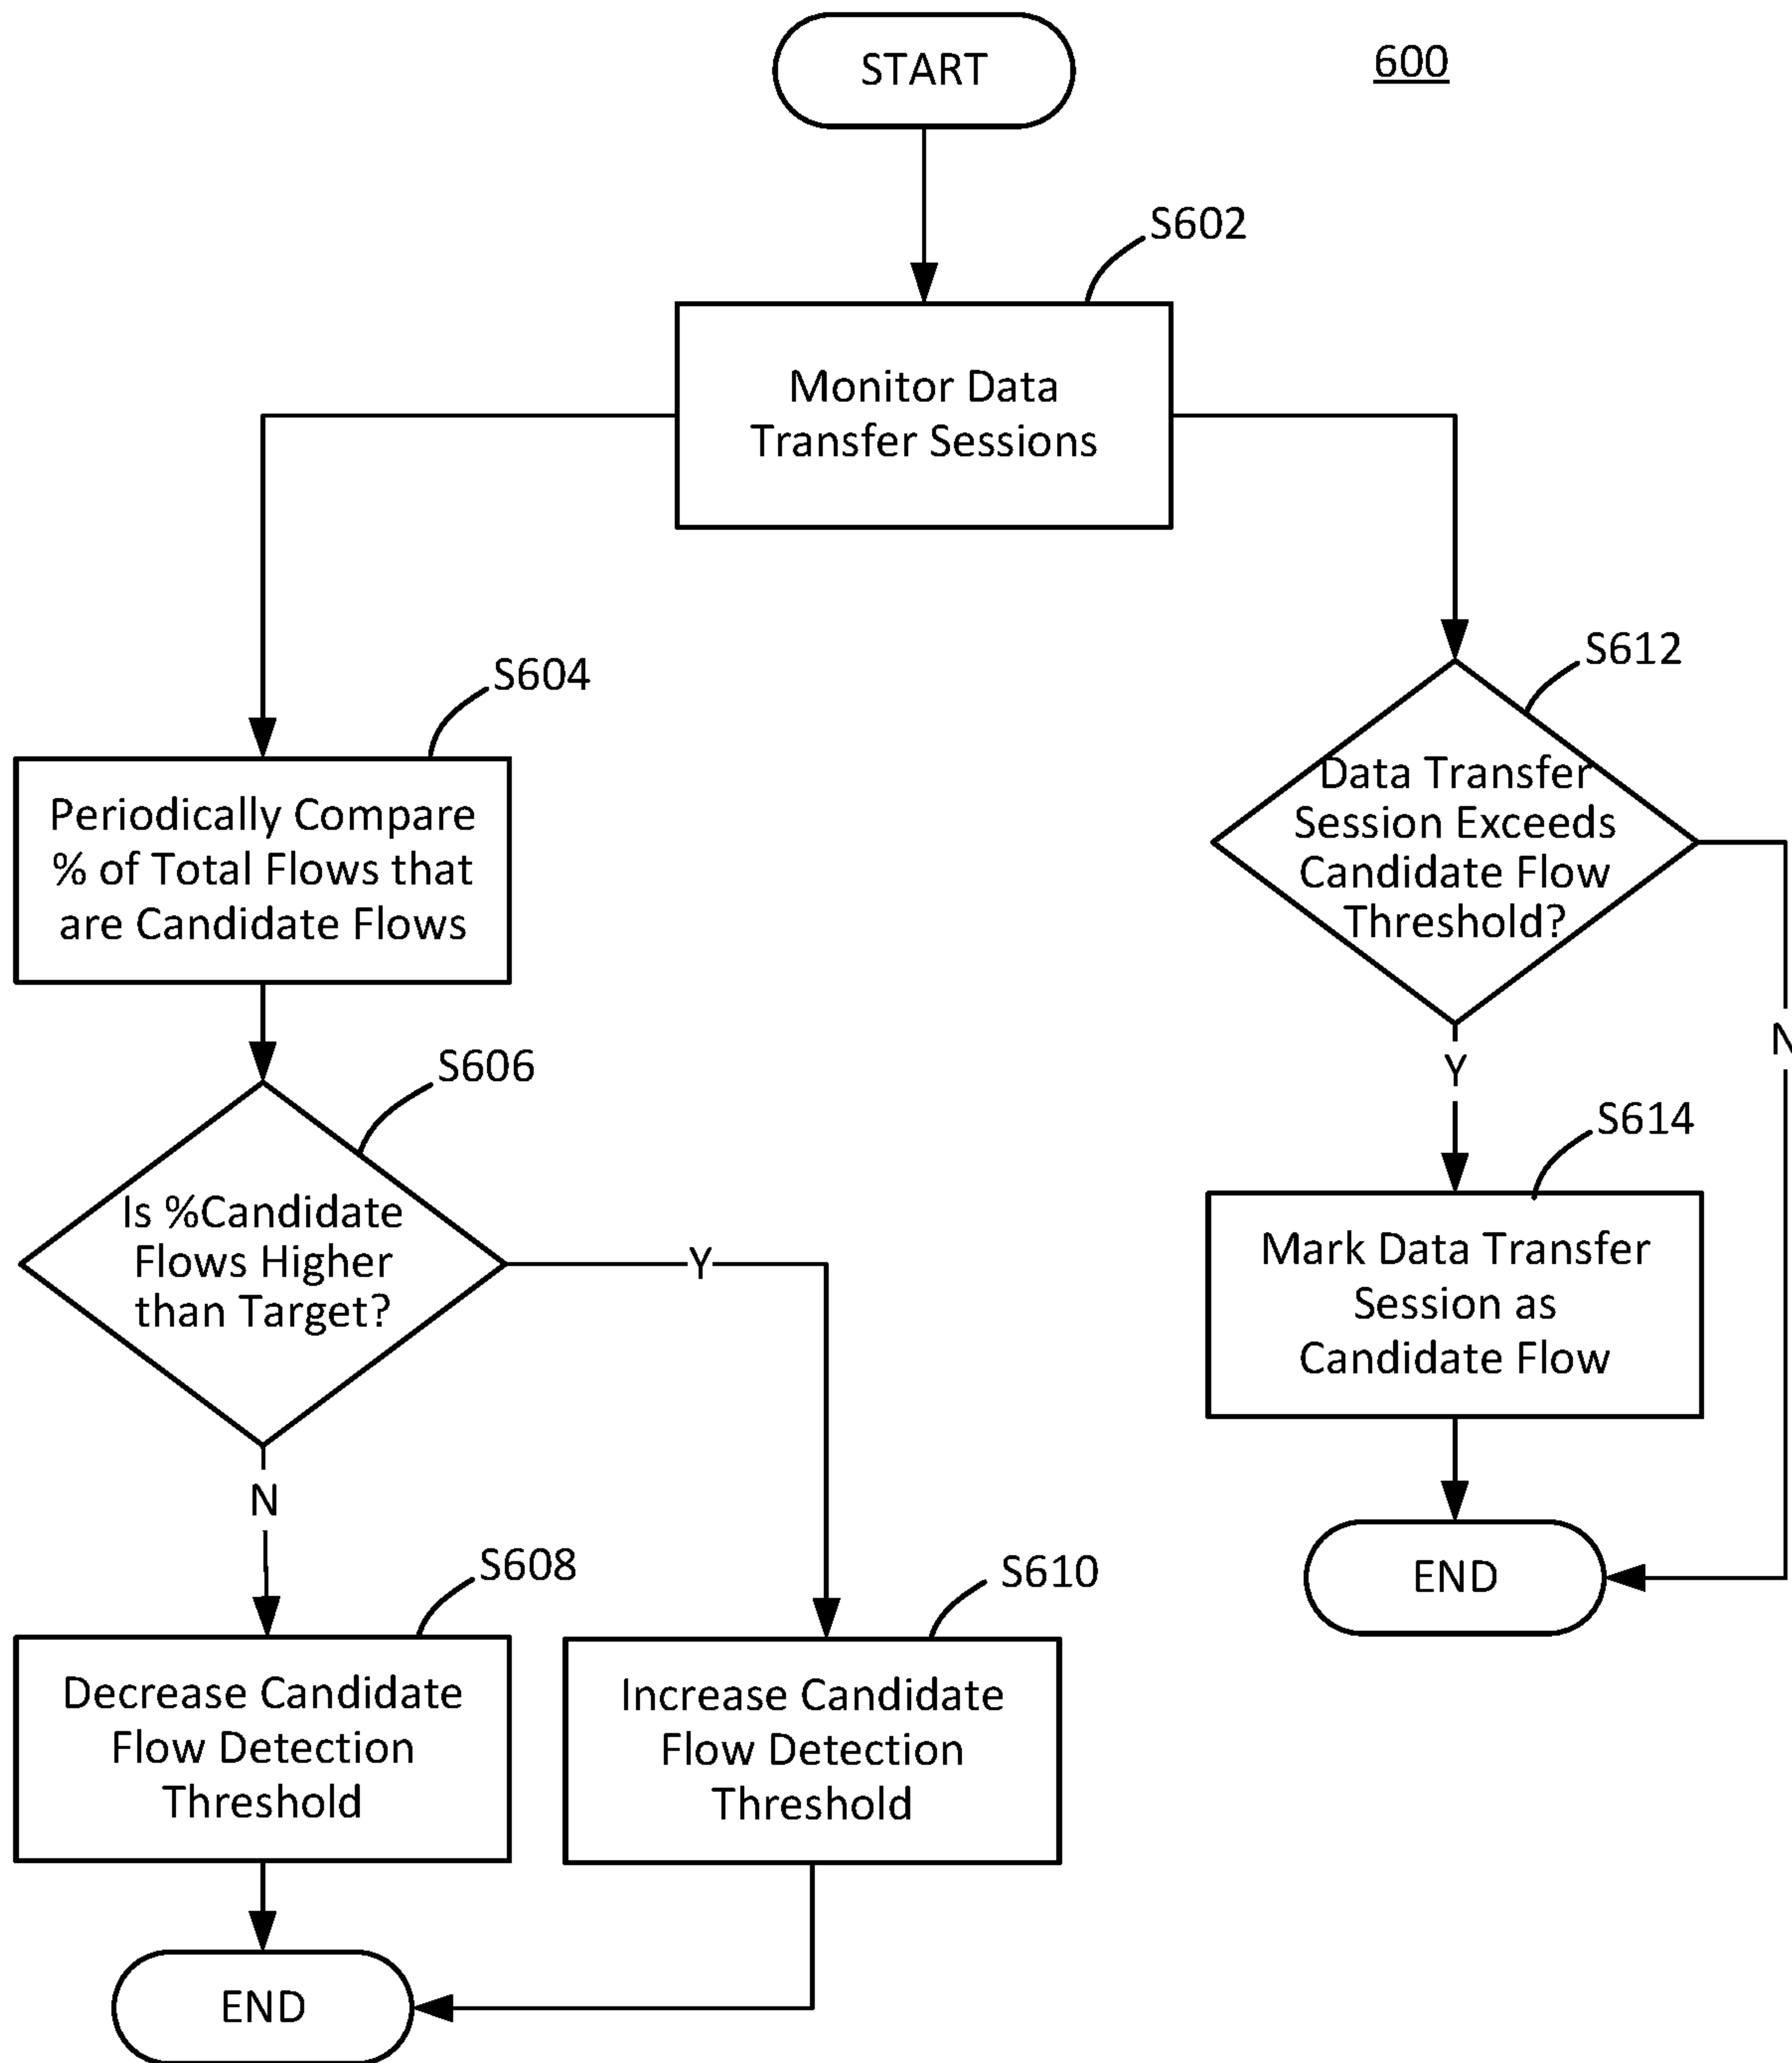 START
600
S602
Monitor Data
Transfer Sessions
S604
Periodically Compare
% of Total Flows that
are Candidate Flows
S606
Is %Candidate
Flows Higher
than Target?
Y
N
S608
Decrease Candidate
Flow Detection
Threshold
S610
Increase Candidate
Flow Detection
Threshold
END
S612
Data Transfer
Session Exceeds
Candidate Flow
Threshold?
N
Y
S614
Mark Data Transfer
Session as
Candidate Flow
END